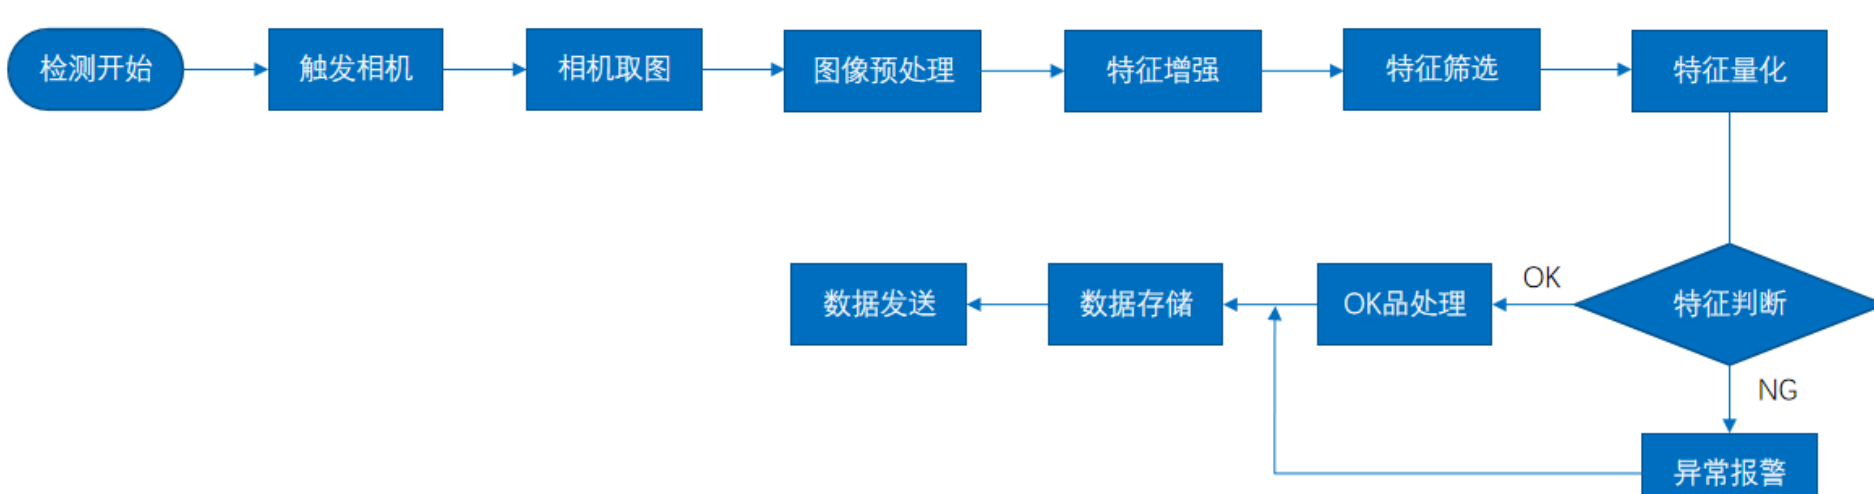 检测开始
触发相机
相机取图
图像预处理
特征增强
特征筛选
特征量化
特征判断
OK
OK品处理
数据存储
数据发送
NG
异常报警